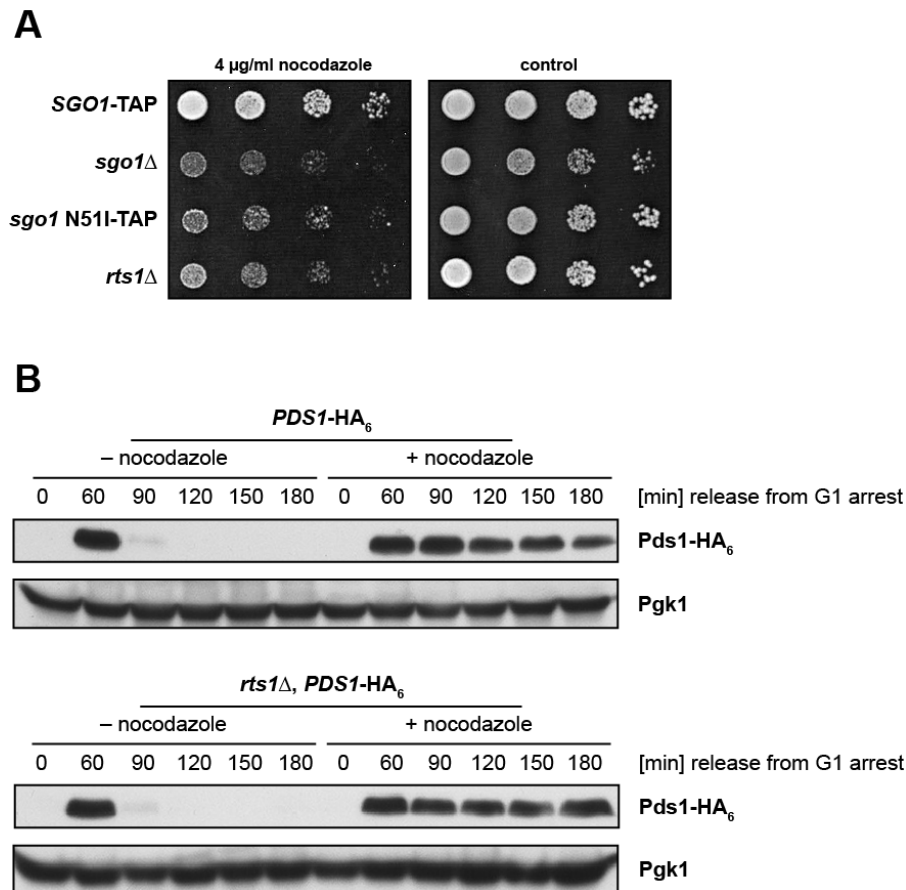 A
4 µg/ml nocodazole control
SGO1-TAP
sgo1Δ
sgo1 N51I-TAP
rts1Δ
B
PDS1-HA₆
– nocodazole + nocodazole
0 60 90 120 150 180 0 60 90 120 150 180 [min] release from G1 arrest
Pds1-HA₆
Pgk1
rts1Δ, PDS1-HA₆
– nocodazole + nocodazole
0 60 90 120 150 180 0 60 90 120 150 180 [min] release from G1 arrest
Pds1-HA₆
Pgk1